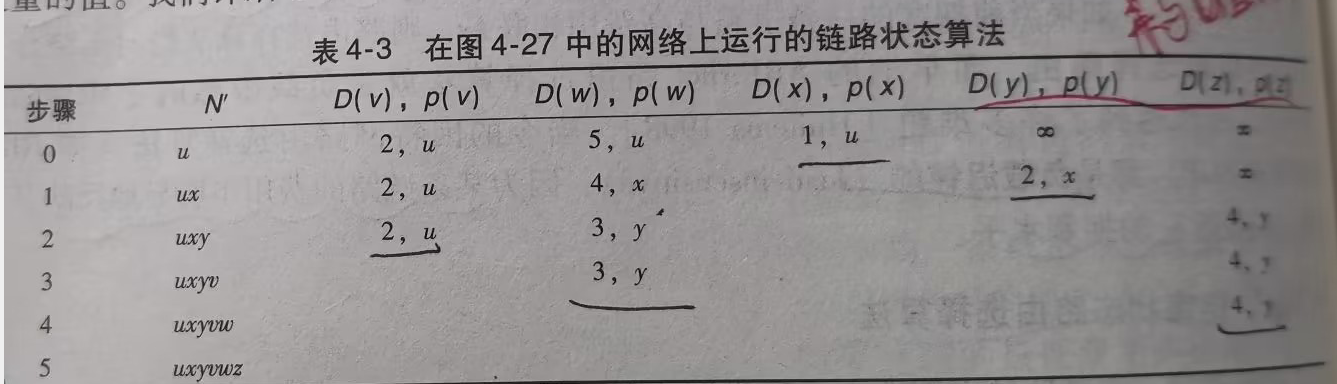 量的值。我们
表 4-3 在图 4-27 中的网络上运行的链路状态算法
步骤 N′ D(v), p(v) D(w), p(w) D(x), p(x) D(y), p(y) D(z), p(z)
0 u 2, u 5, u 1, u ∞ ∞
1 ux 2, u 4, x 2, x ∞
2 uxy 2, u 3, y 4, y
3 uxyv 3, y 4, y
4 uxyvw 4, y
5 uxyvwz